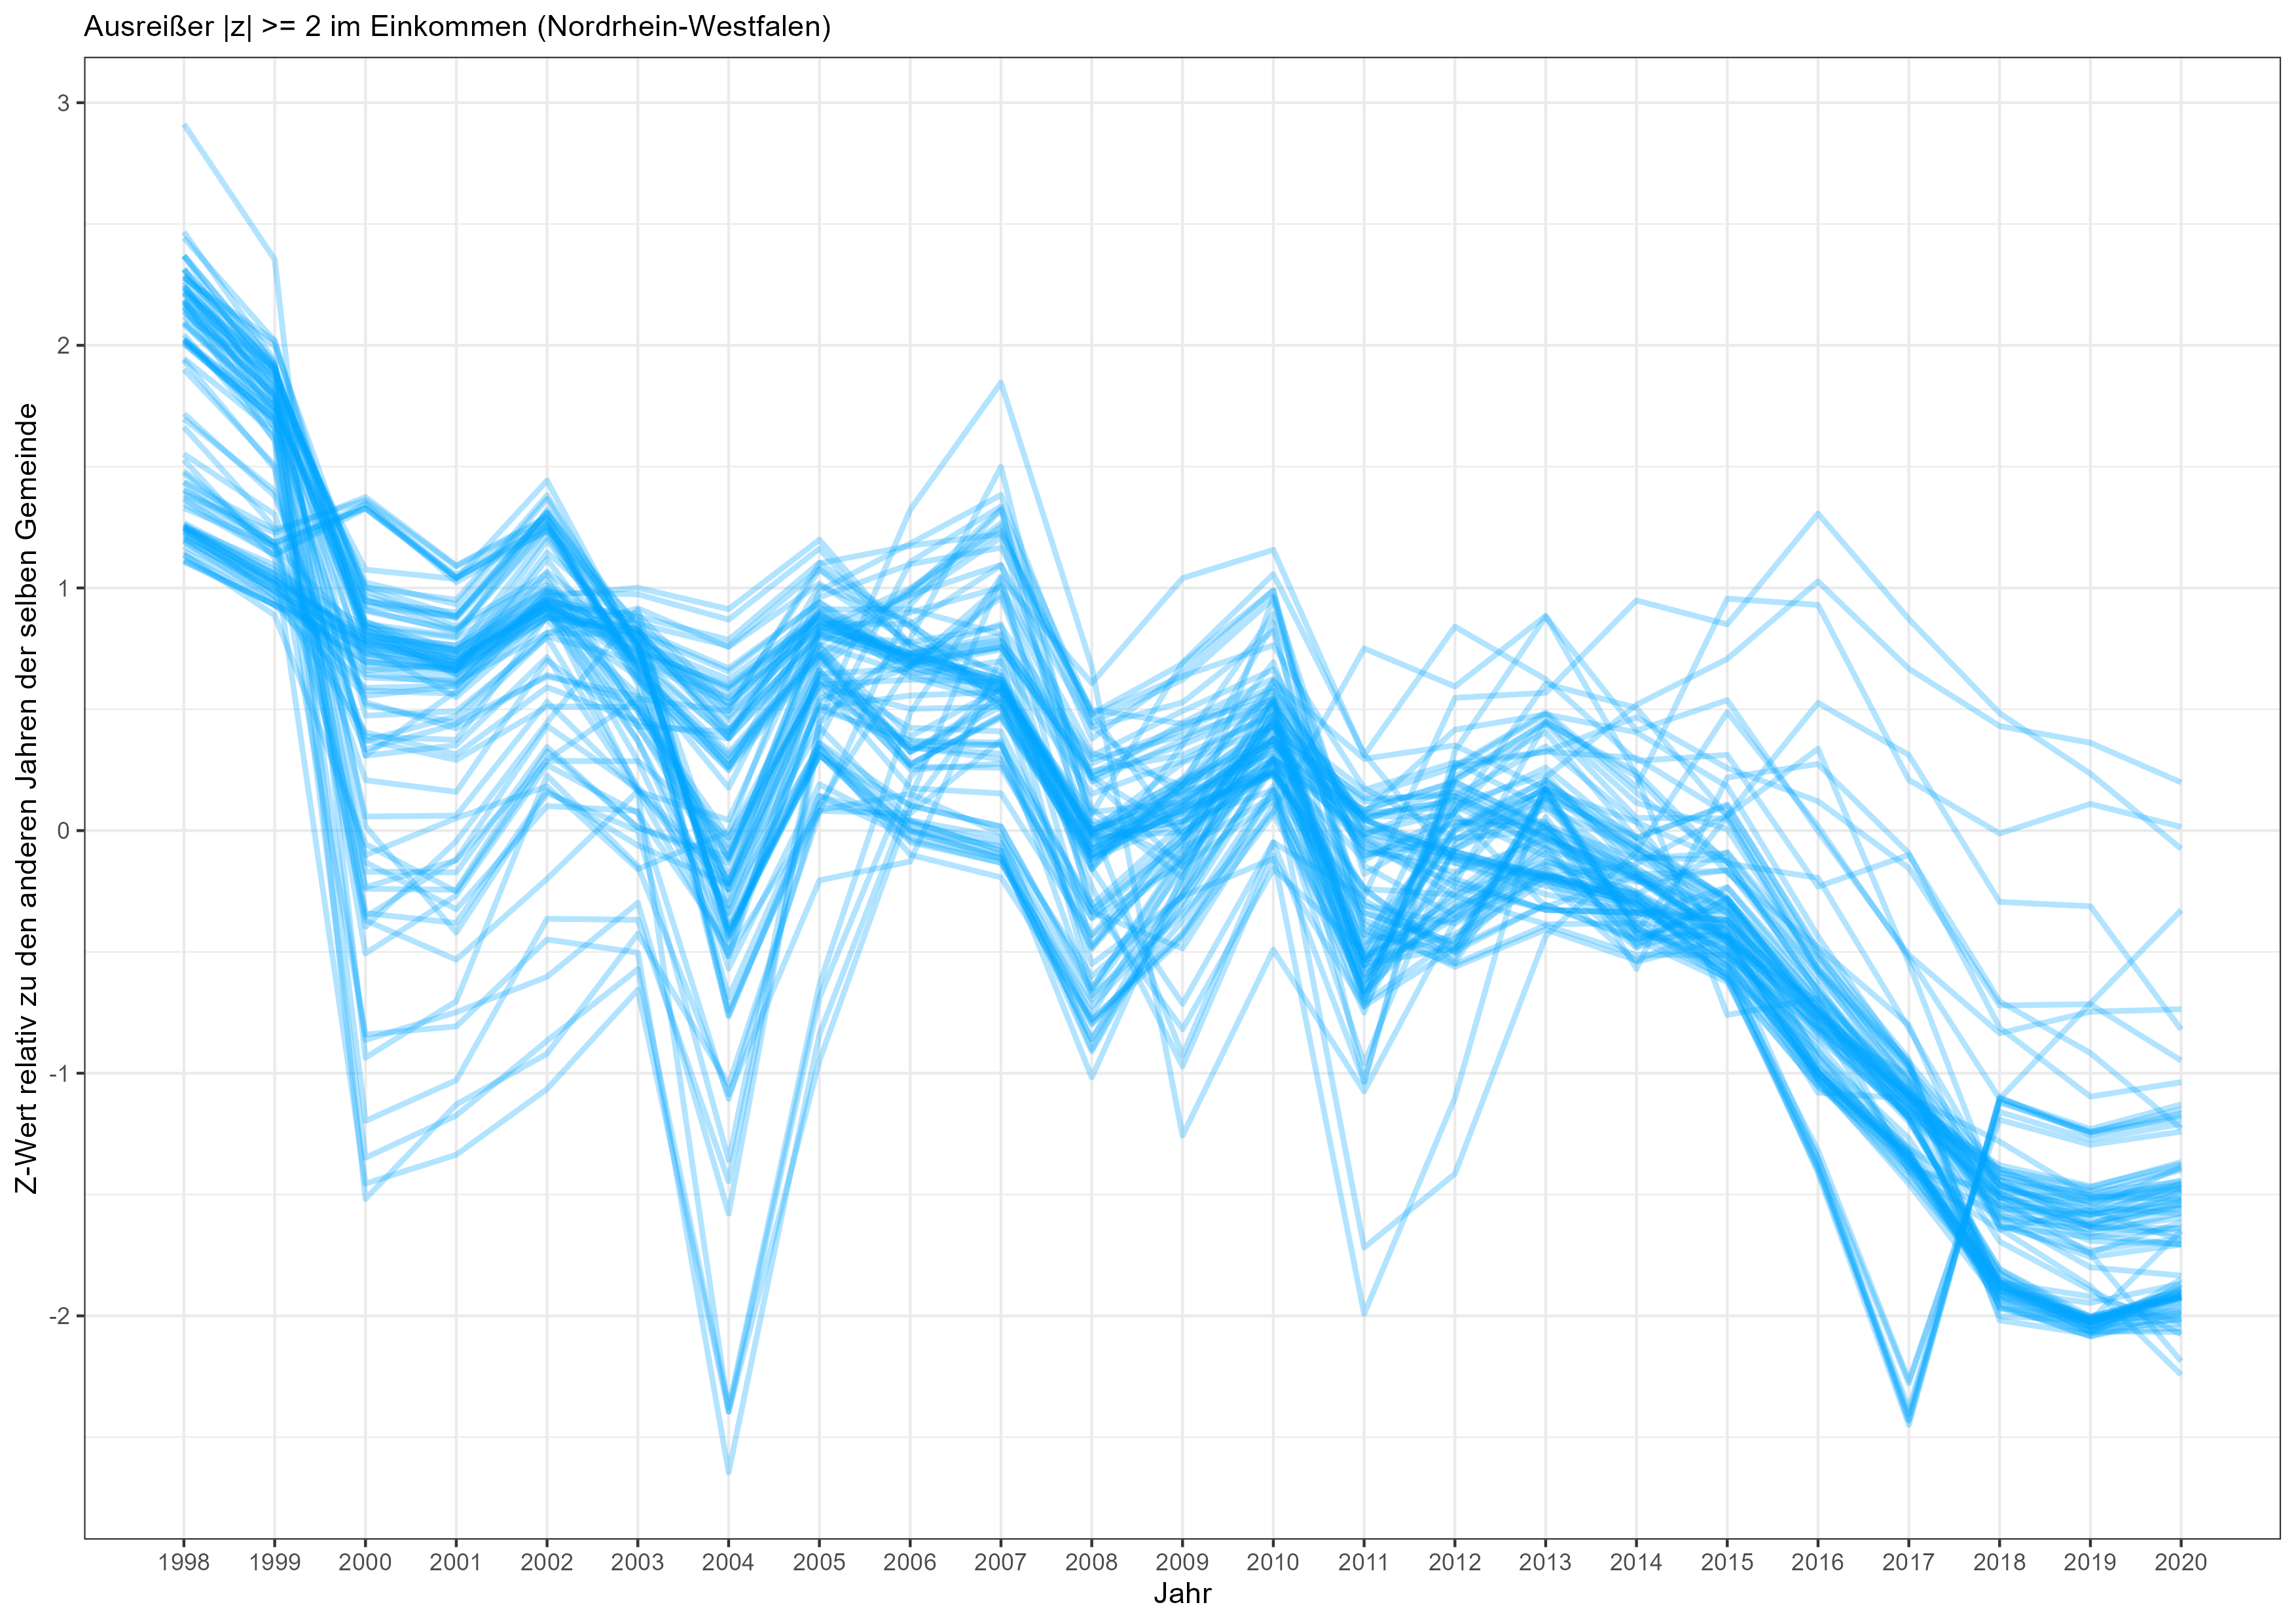 Ausreißer |z| >= 2 im Einkommen (Nordrhein-Westfalen)
Z-Wert relativ zu den anderen Jahren der selben Gemeinde
3
2
1
0
-1
-2
1998 1999 2000 2001 2002 2003 2004 2005 2006 2007 2008 2009 2010 2011 2012 2013 2014 2015 2016 2017 2018 2019 2020
Jahr